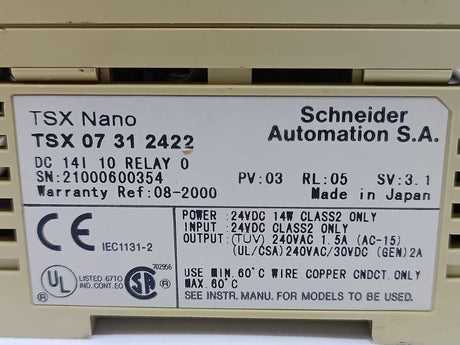 TSX Nano
Schneider
Automation S.A.
TSX 07 31 2422
DC 14I 10 RELAY O
SN:21000600354 PV:03 RL:05 SV:3.1
Warranty Ref:08-2000 Made in Japan
CE IEC1131-2
POWER :24VDC 14W CLASS2 ONLY
INPUT :24VDC CLASS2 ONLY
OUTPUT:(TUV) 240VAC 1.5A (AC-15)
(UL/CSA) 240VAC/30VDC (GEN) 2A
UL LISTED 67TO
IND.CONT.EQ
702956
SA
USE MIN.60°C WIRE COPPER CNDCT.ONLY
MAX.60°C
SEE INSTR. MANU. FOR MODELS TO BE USED.